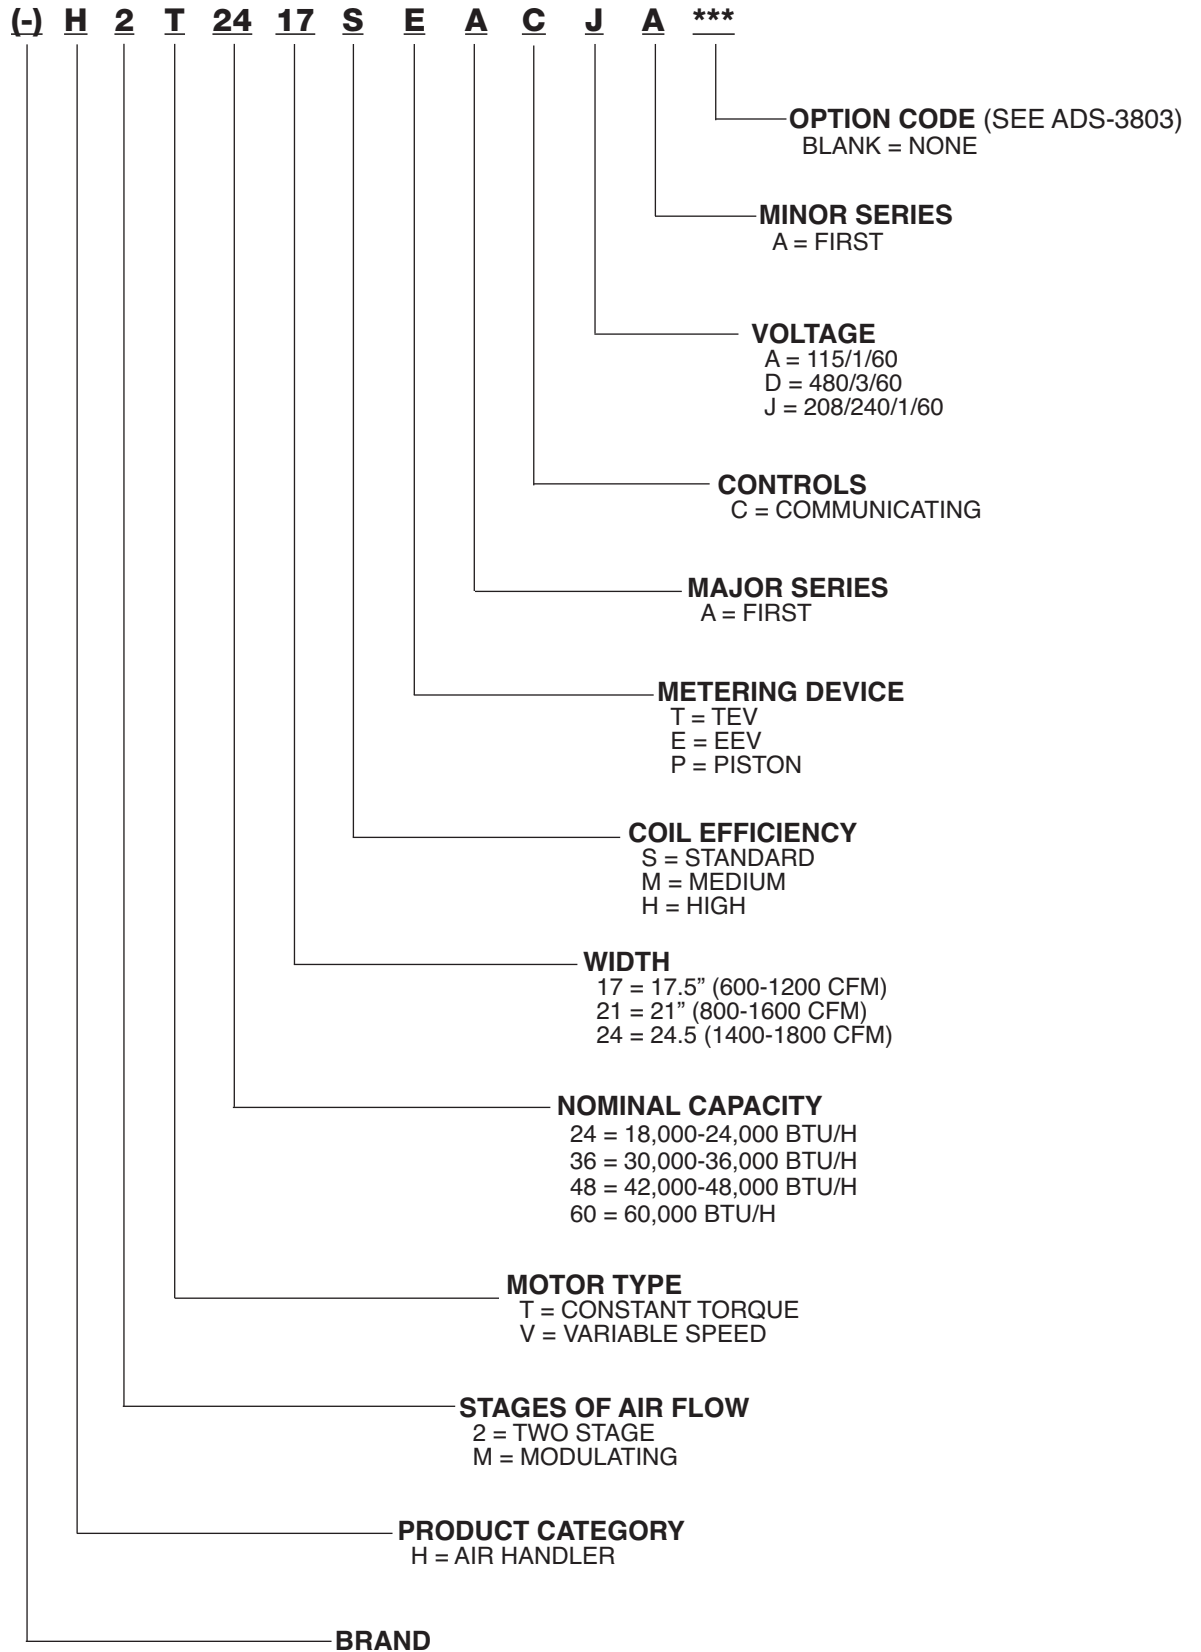 (-) H 2 T 24 17 S E A C J A ***
OPTION CODE (SEE ADS-3803)
BLANK = NONE
MINOR SERIES
A = FIRST
VOLTAGE
A = 115/1/60
D = 480/3/60
J = 208/240/1/60
CONTROLS
C = COMMUNICATING
MAJOR SERIES
A = FIRST
METERING DEVICE
T = TEV
E = EEV
P = PISTON
COIL EFFICIENCY
S = STANDARD
M = MEDIUM
H = HIGH
WIDTH
17 = 17.5” (600-1200 CFM)
21 = 21” (800-1600 CFM)
24 = 24.5 (1400-1800 CFM)
NOMINAL CAPACITY
24 = 18,000-24,000 BTU/H
36 = 30,000-36,000 BTU/H
48 = 42,000-48,000 BTU/H
60 = 60,000 BTU/H
MOTOR TYPE
T = CONSTANT TORQUE
V = VARIABLE SPEED
STAGES OF AIR FLOW
2 = TWO STAGE
M = MODULATING
PRODUCT CATEGORY
H = AIR HANDLER
BRAND